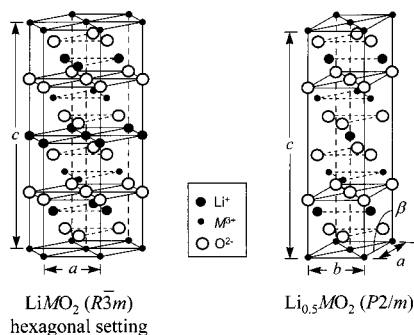 c
a
Li⁺
M³⁺
O²⁻
c
β
b
a
LiMO₂ (R3̄m)
hexagonal setting
Li₀.₅MO₂ (P2/m)